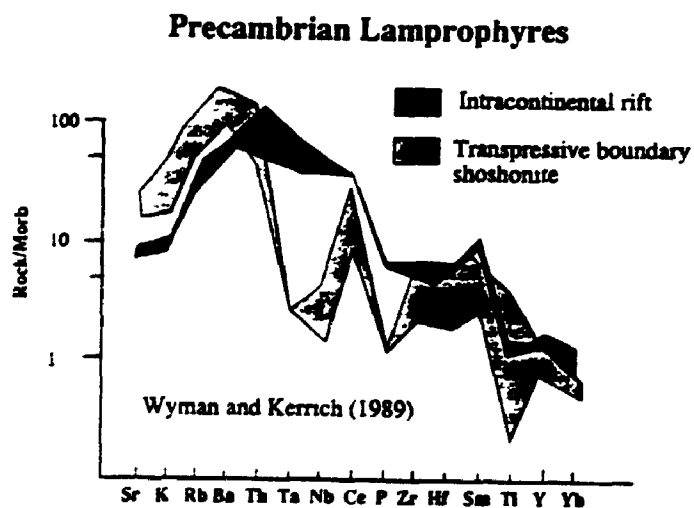 Precambrian Lamprophyres
Intracontinental rift
Transpressive boundary
shoshonite
100
10
1
Rock/Morb
Wyman and Kerrich (1989)
Sr K Rb Ba Th Ta Nb Ce P Zr Hf Sm Ti Y Yb